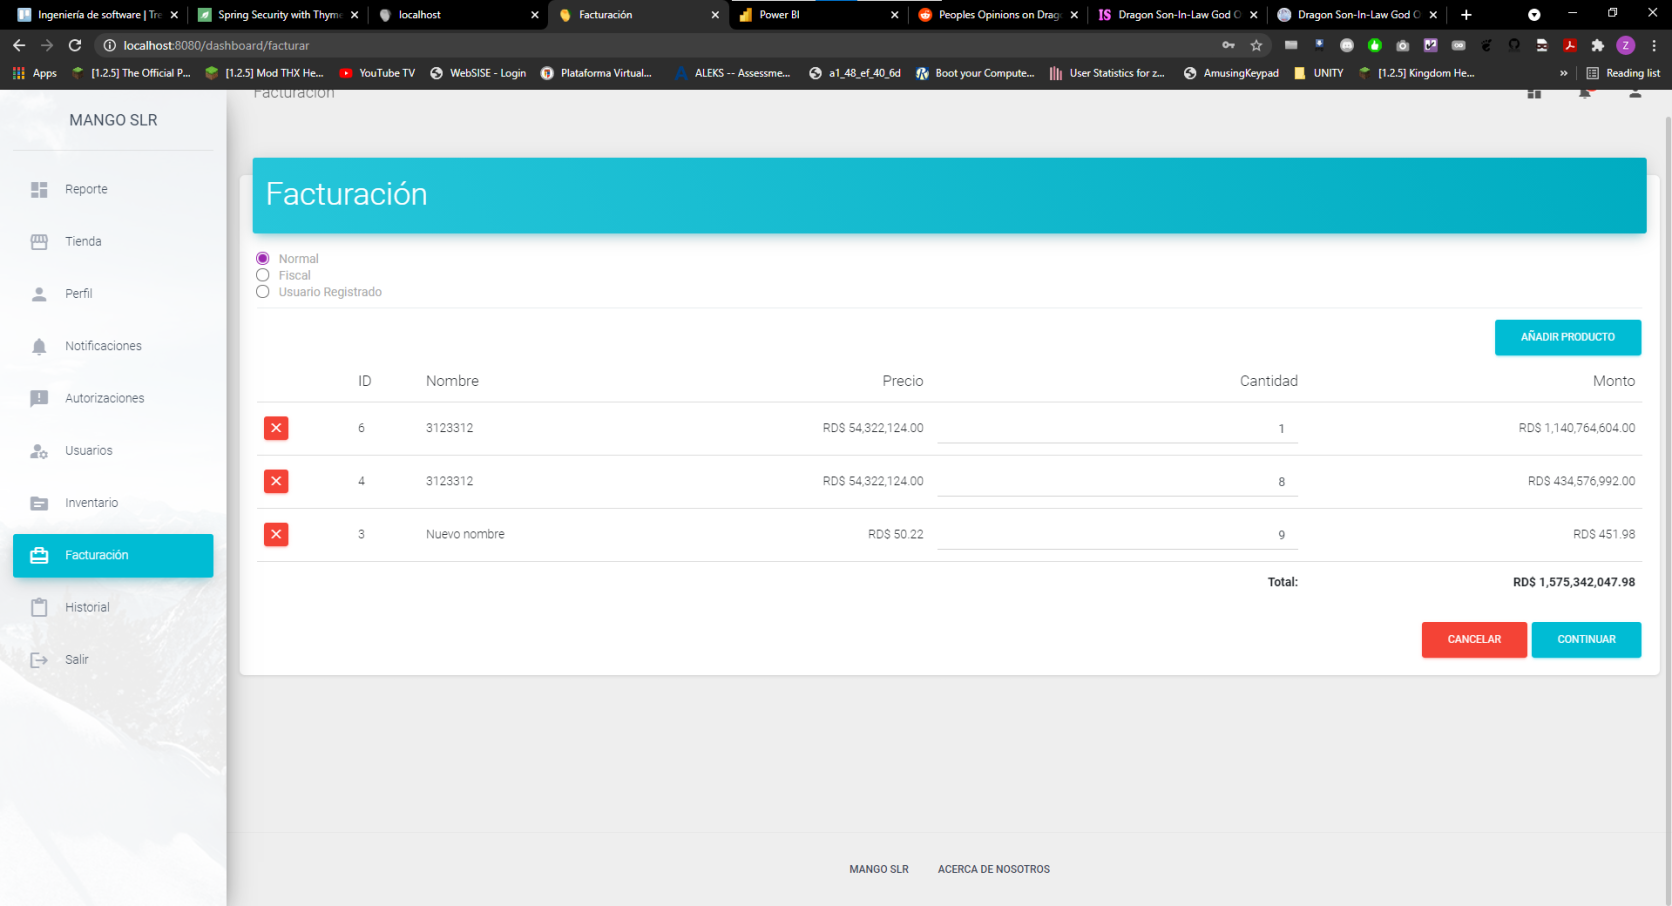 Ingeniería de software | Tre
Spring Security with Thyme
localhost
Facturación
Power BI
Peoples Opinions on Drag
Dragon Son-In-Law God O
Dragon Son-In-Law God O
localhost:8080/dashboard/facturar
Apps
[1.2.5] The Official P...
[1.2.5] Mod THX He...
YouTube TV
WebSISE - Login
Plataforma Virtual...
ALEKS -- Assessme...
a1_48_ef_40_6d
Boot your Compute...
User Statistics for z...
AmusingKeypad
UNITY
[1.2.5] Kingdom He...
»
Reading list
MANGO SLR
Reporte
Tienda
Perfil
Notificaciones
Autorizaciones
Usuarios
Inventario
Facturación
Historial
Salir
Facturación
Facturación
Normal
Fiscal
Usuario Registrado
AÑADIR PRODUCTO
ID Nombre Precio Cantidad Monto
6 3123312 RD$ 54,322,124.00 1 RD$ 1,140,764,604.00
4 3123312 RD$ 54,322,124.00 8 RD$ 434,576,992.00
3 Nuevo nombre RD$ 50.22 9 RD$ 451.98
Total: RD$ 1,575,342,047.98
CANCELAR CONTINUAR
MANGO SLR ACERCA DE NOSOTROS